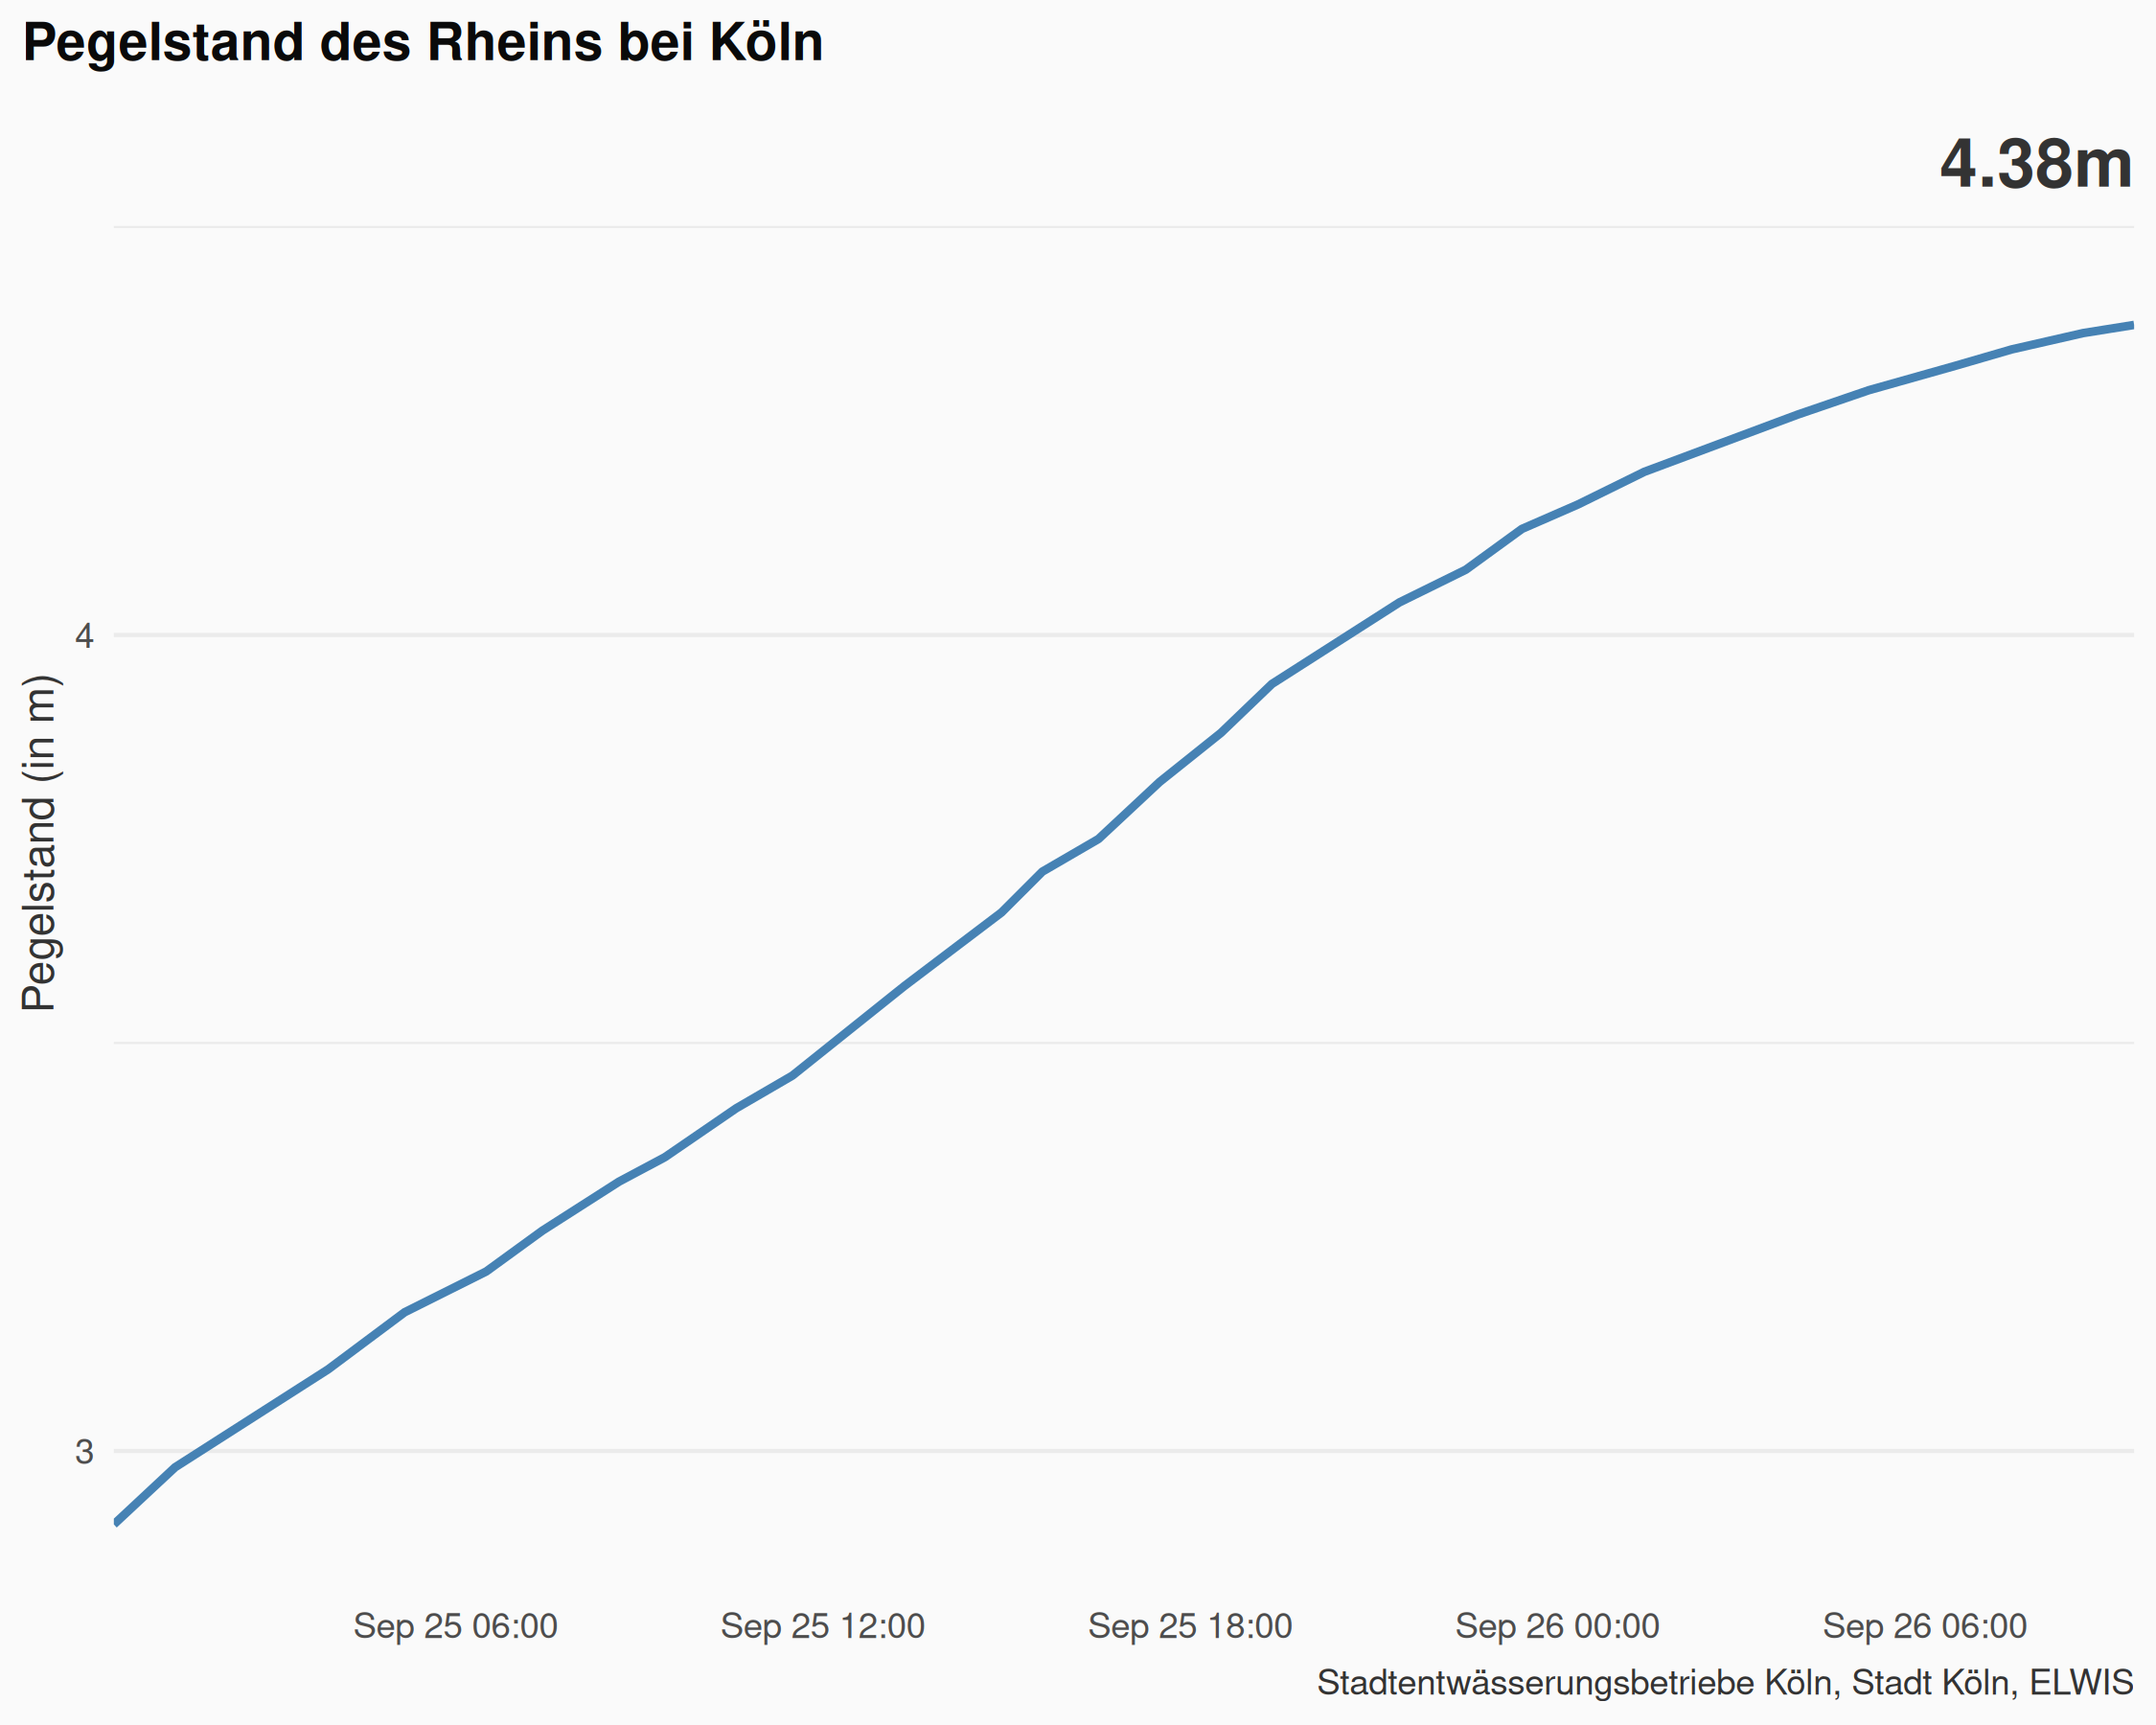 Pegelstand des Rheins bei Köln
4.38m
Pegelstand (in m)
4
3
Sep 25 06:00
Sep 25 12:00
Sep 25 18:00
Sep 26 00:00
Sep 26 06:00
Stadtentwässerungsbetriebe Köln, Stadt Köln, ELWIS